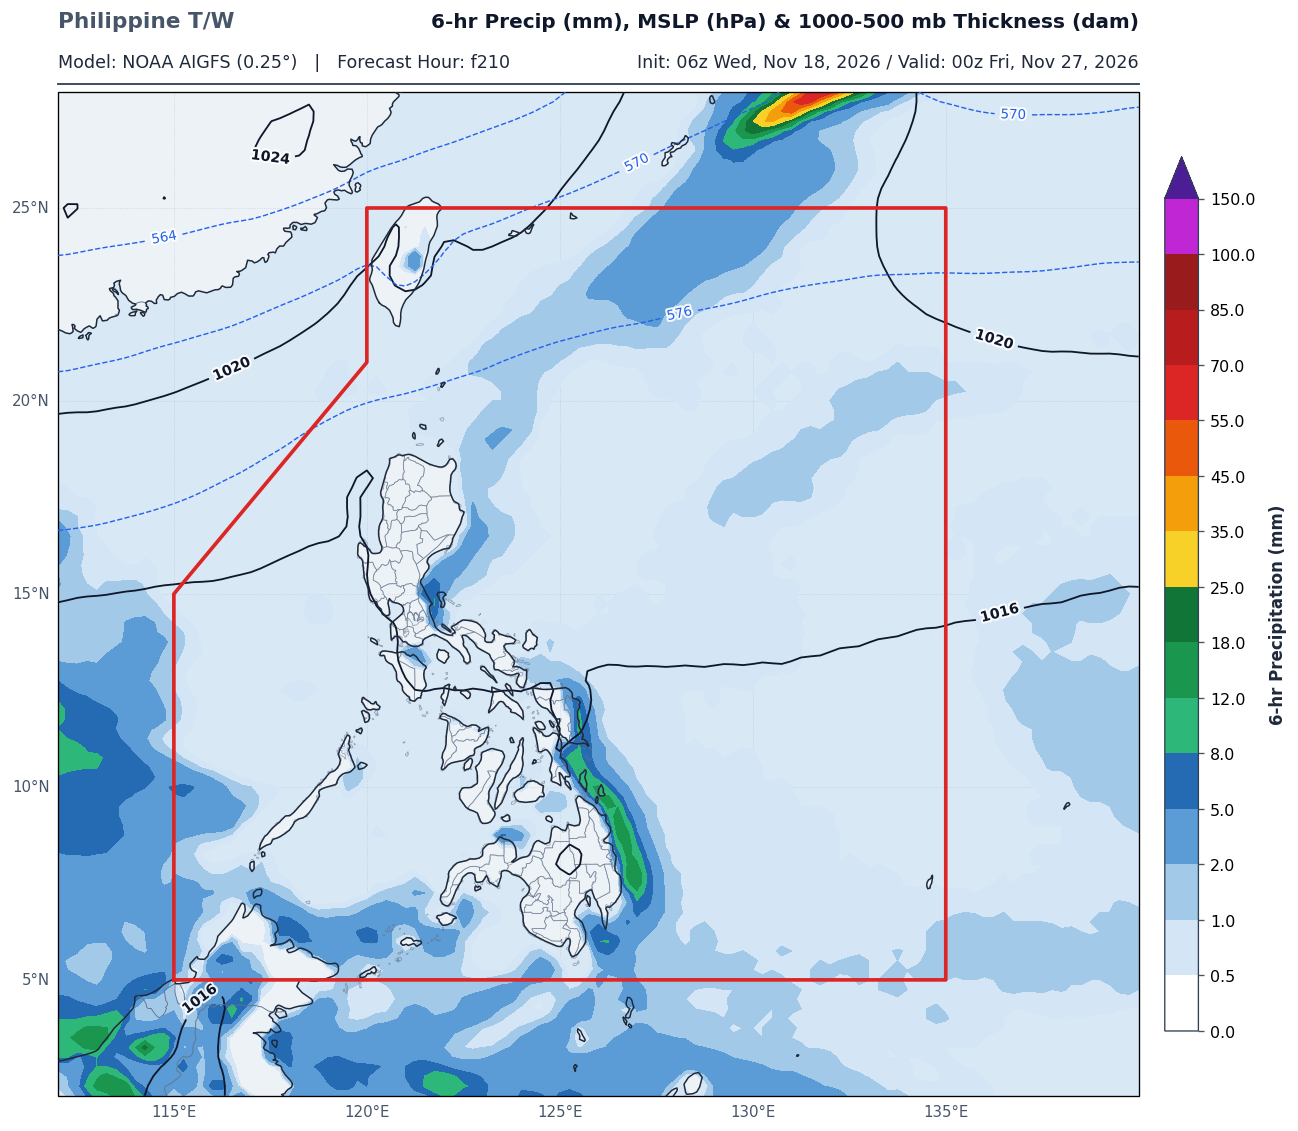 Philippine T/W
6-hr Precip (mm), MSLP (hPa) & 1000-500 mb Thickness (dam)
Model: NOAA AIGFS (0.25°) | Forecast Hour: f210
Init: 06z Wed, Nov 18, 2026 / Valid: 00z Fri, Nov 27, 2026
570
1024
570
564
25°N
576
1020
1020
20°N
15°N
1016
10°N
5°N
1016
115°E
120°E
125°E
130°E
135°E
150.0
100.0
85.0
70.0
55.0
45.0
35.0
25.0
18.0
12.0
8.0
5.0
2.0
1.0
0.5
0.0
6-hr Precipitation (mm)